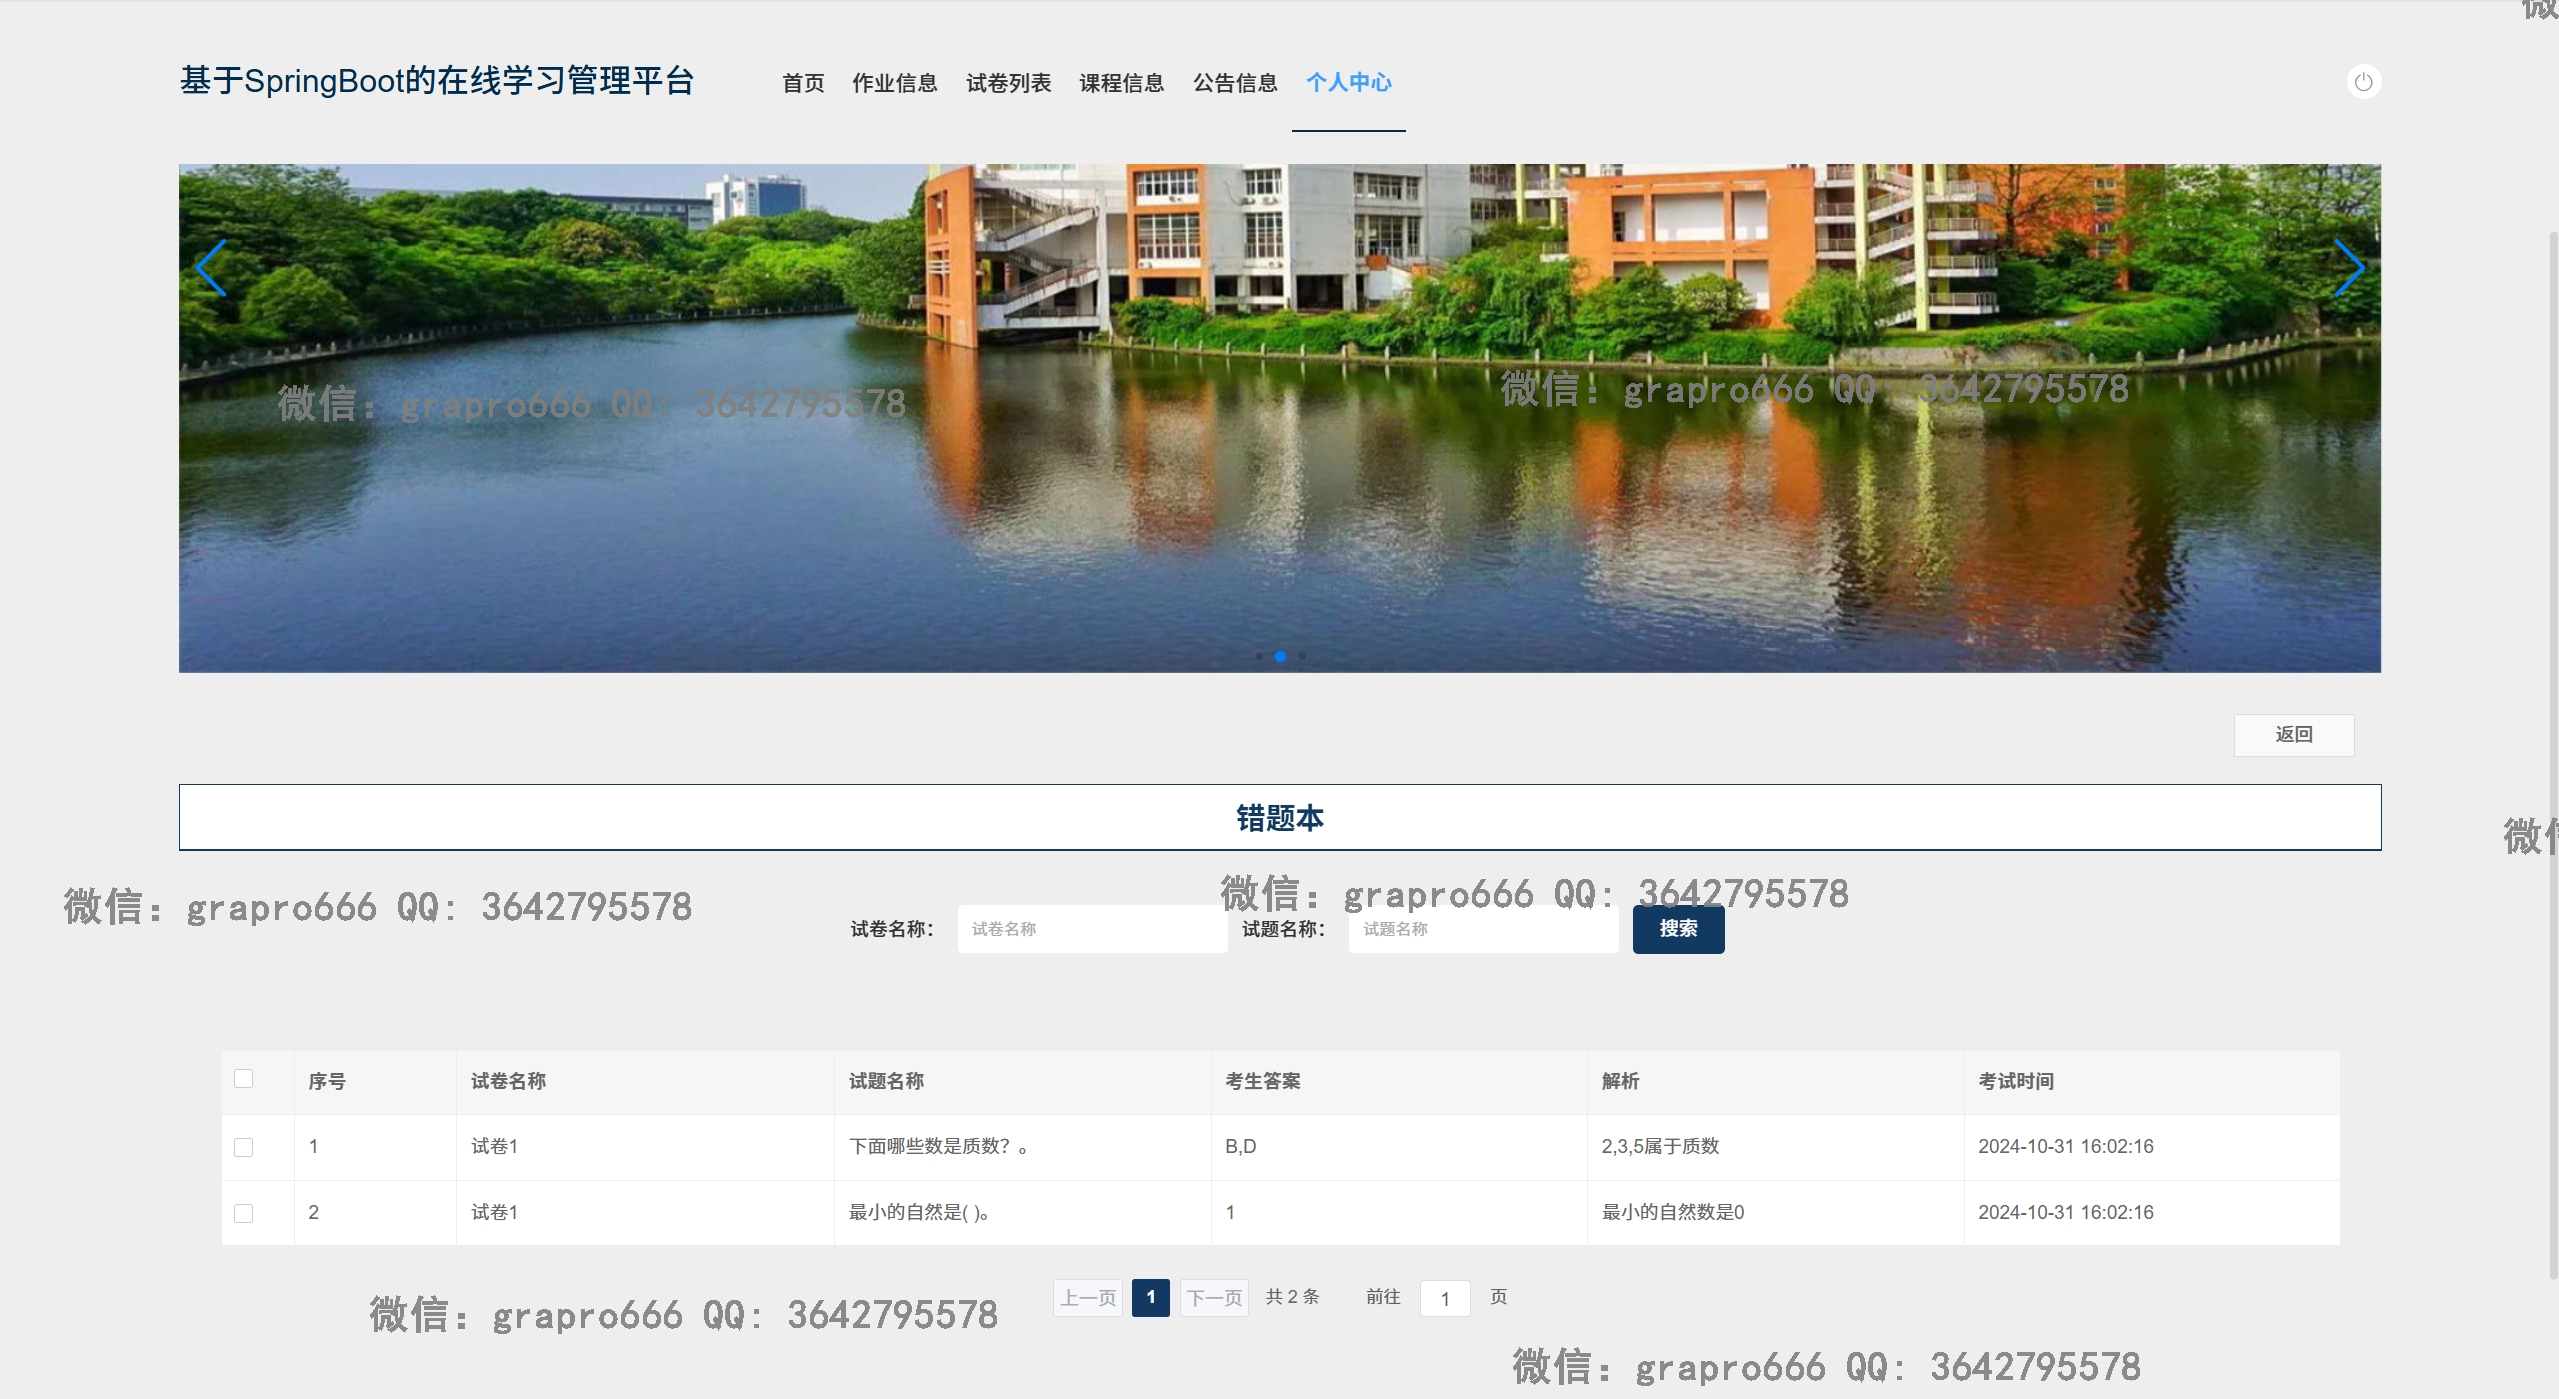 微
基于SpringBoot的在线学习管理平台 首页 作业信息 试卷列表 课程信息 公告信息 个人中心
微信: grapro666 QQ: 3642795578
微信: grapro666 QQ: 3642795578
返回
错题本
微信
微信: grapro666 QQ: 3642795578
微信: grapro666 QQ: 3642795578
试卷名称: 试卷名称 试题名称: 试题名称 搜索
序号 试卷名称 试题名称 考生答案 解析 考试时间
1 试卷1 下面哪些数是质数？。 B,D 2,3,5属于质数 2024-10-31 16:02:16
2 试卷1 最小的自然是( )。 1 最小的自然数是0 2024-10-31 16:02:16
上一页 1 下一页 共 2 条 前往 1 页
微信: grapro666 QQ: 3642795578
微信: grapro666 QQ: 3642795578